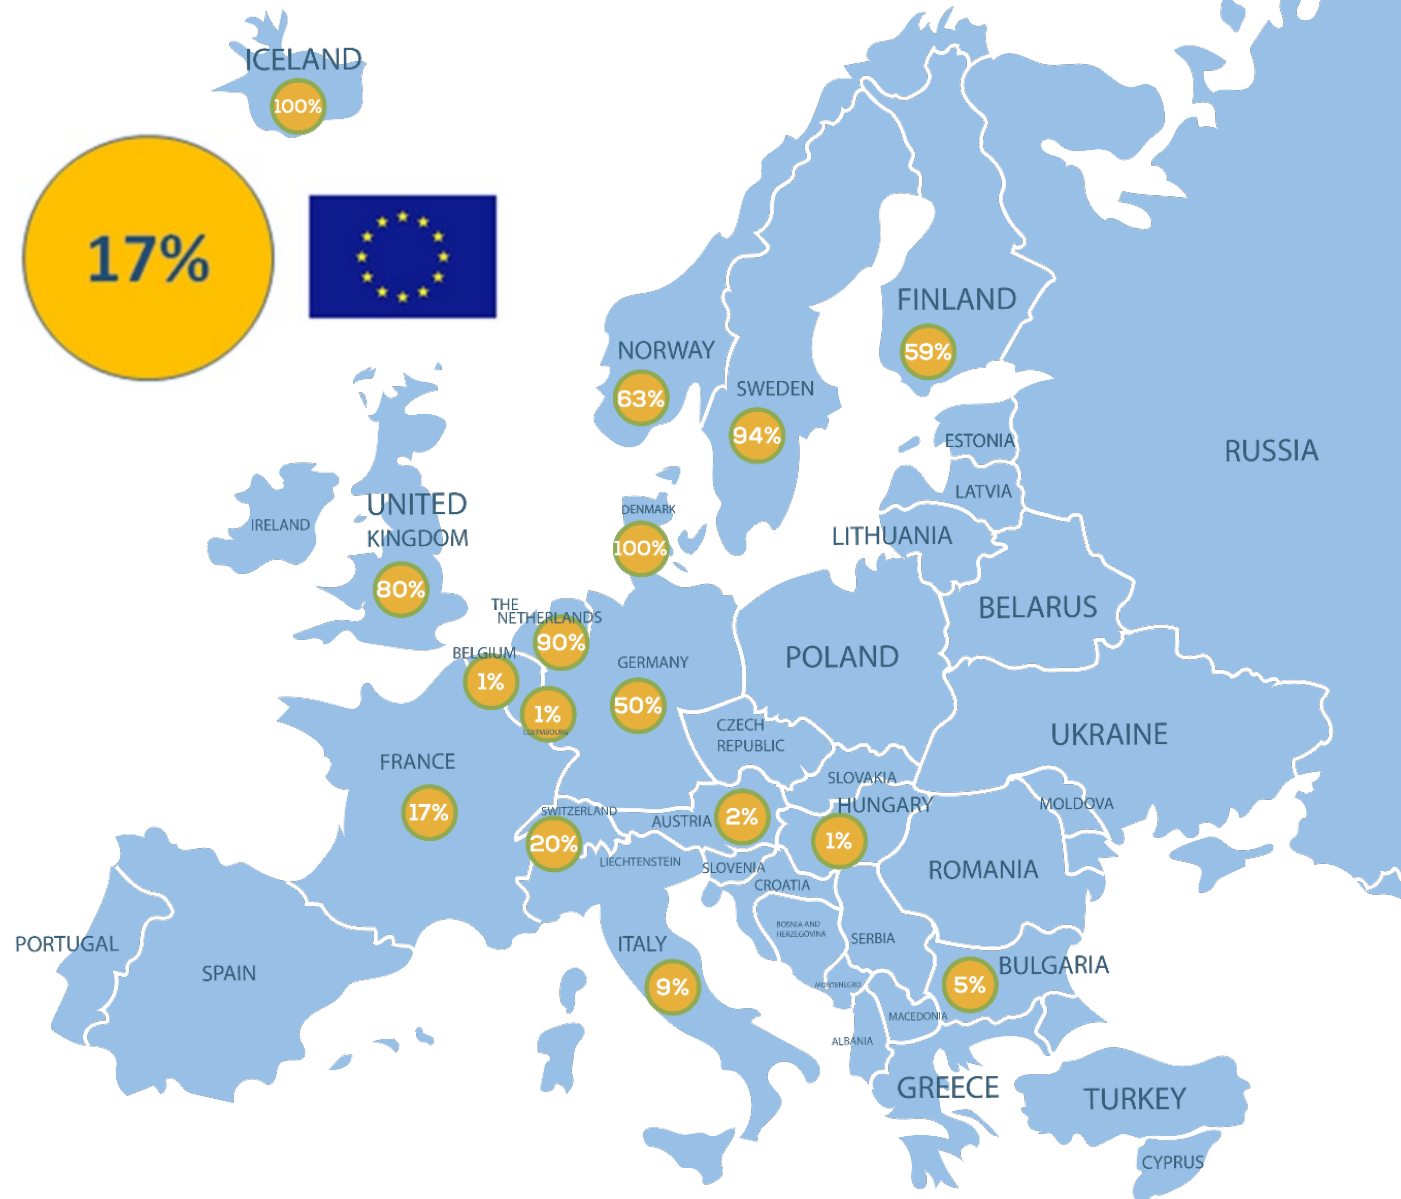 ICELAND
100%
17%
NORWAY
63%
SWEDEN
94%
FINLAND
59%
ESTONIA
LATVIA
LITHUANIA
RUSSIA
IRELAND
UNITED
KINGDOM
80%
DENMARK
100%
THE
NETHERLANDS
90%
BELGIUM
1%
1%
LUXEMBOURG
GERMANY
50%
POLAND
BELARUS
UKRAINE
CZECH
REPUBLIC
SLOVAKIA
FRANCE
17%
SWITZERLAND
20%
AUSTRIA
2%
HUNGARY
1%
MOLDOVA
LIECHTENSTEIN
SLOVENIA
CROATIA
ROMANIA
BOSNIA AND
HERZEGOVINA
SERBIA
PORTUGAL
SPAIN
ITALY
9%
MONTENEGRO
BULGARIA
5%
MACEDONIA
ALBANIA
GREECE
TURKEY
CYPRUS